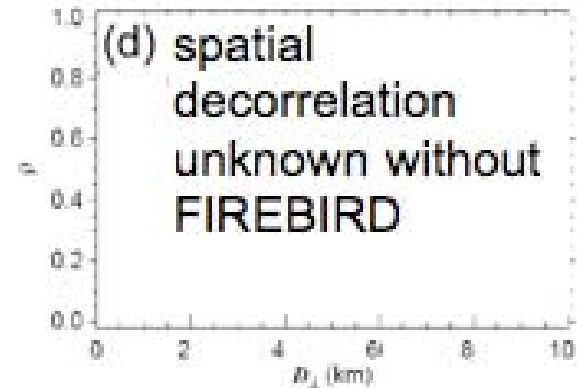 1.0
(d) spatial
0.8
decorrelation
0.6
unknown without
0.4
FIREBIRD
0.2
0.0
0 2 4 6 8 10
D⊥ (km)